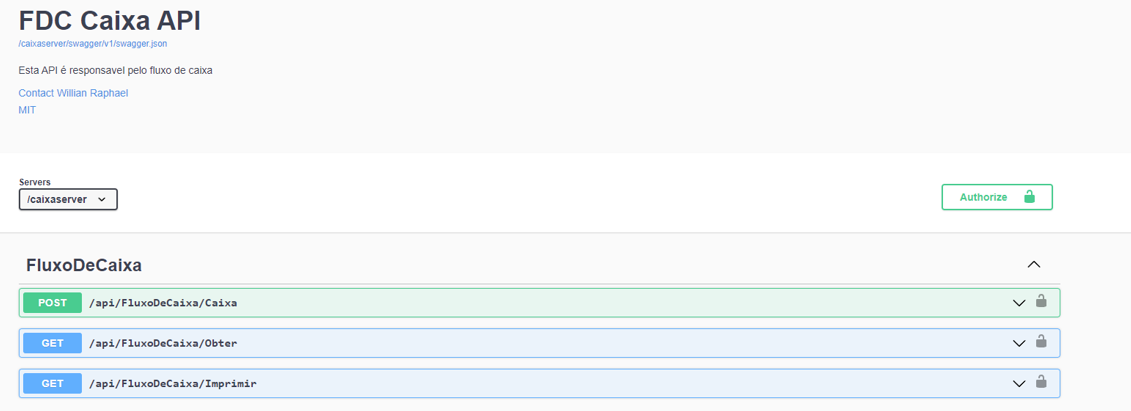 FDC Caixa API
/caixaserver/swagger/v1/swagger.json
Esta API é responsavel pelo fluxo de caixa
Contact Willian Raphael
MIT
Servers
/caixaserver
Authorize
FluxoDeCaixa
POST /api/FluxoDeCaixa/Caixa
GET /api/FluxoDeCaixa/Obter
GET /api/FluxoDeCaixa/Imprimir